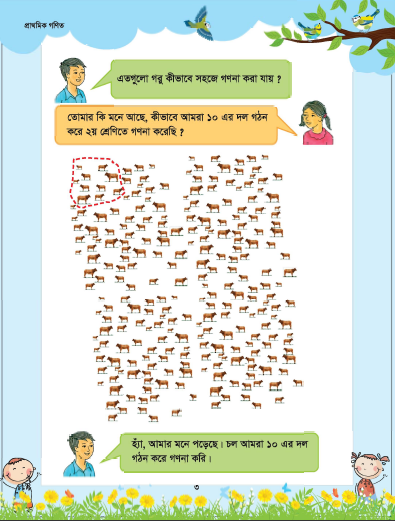 প্রাথমিক গণিত
এতগুলো গরু কীভাবে সহজে গণনা করা যায় ?
তোমার কি মনে আছে, কীভাবে আমরা ১০ এর দল গঠন
করে ২য় শ্রেণিতে গণনা করেছি ?
হ্যাঁ, আমার মনে পড়েছে। চল আমরা ১০ এর দল
গঠন করে গণনা করি।
৩